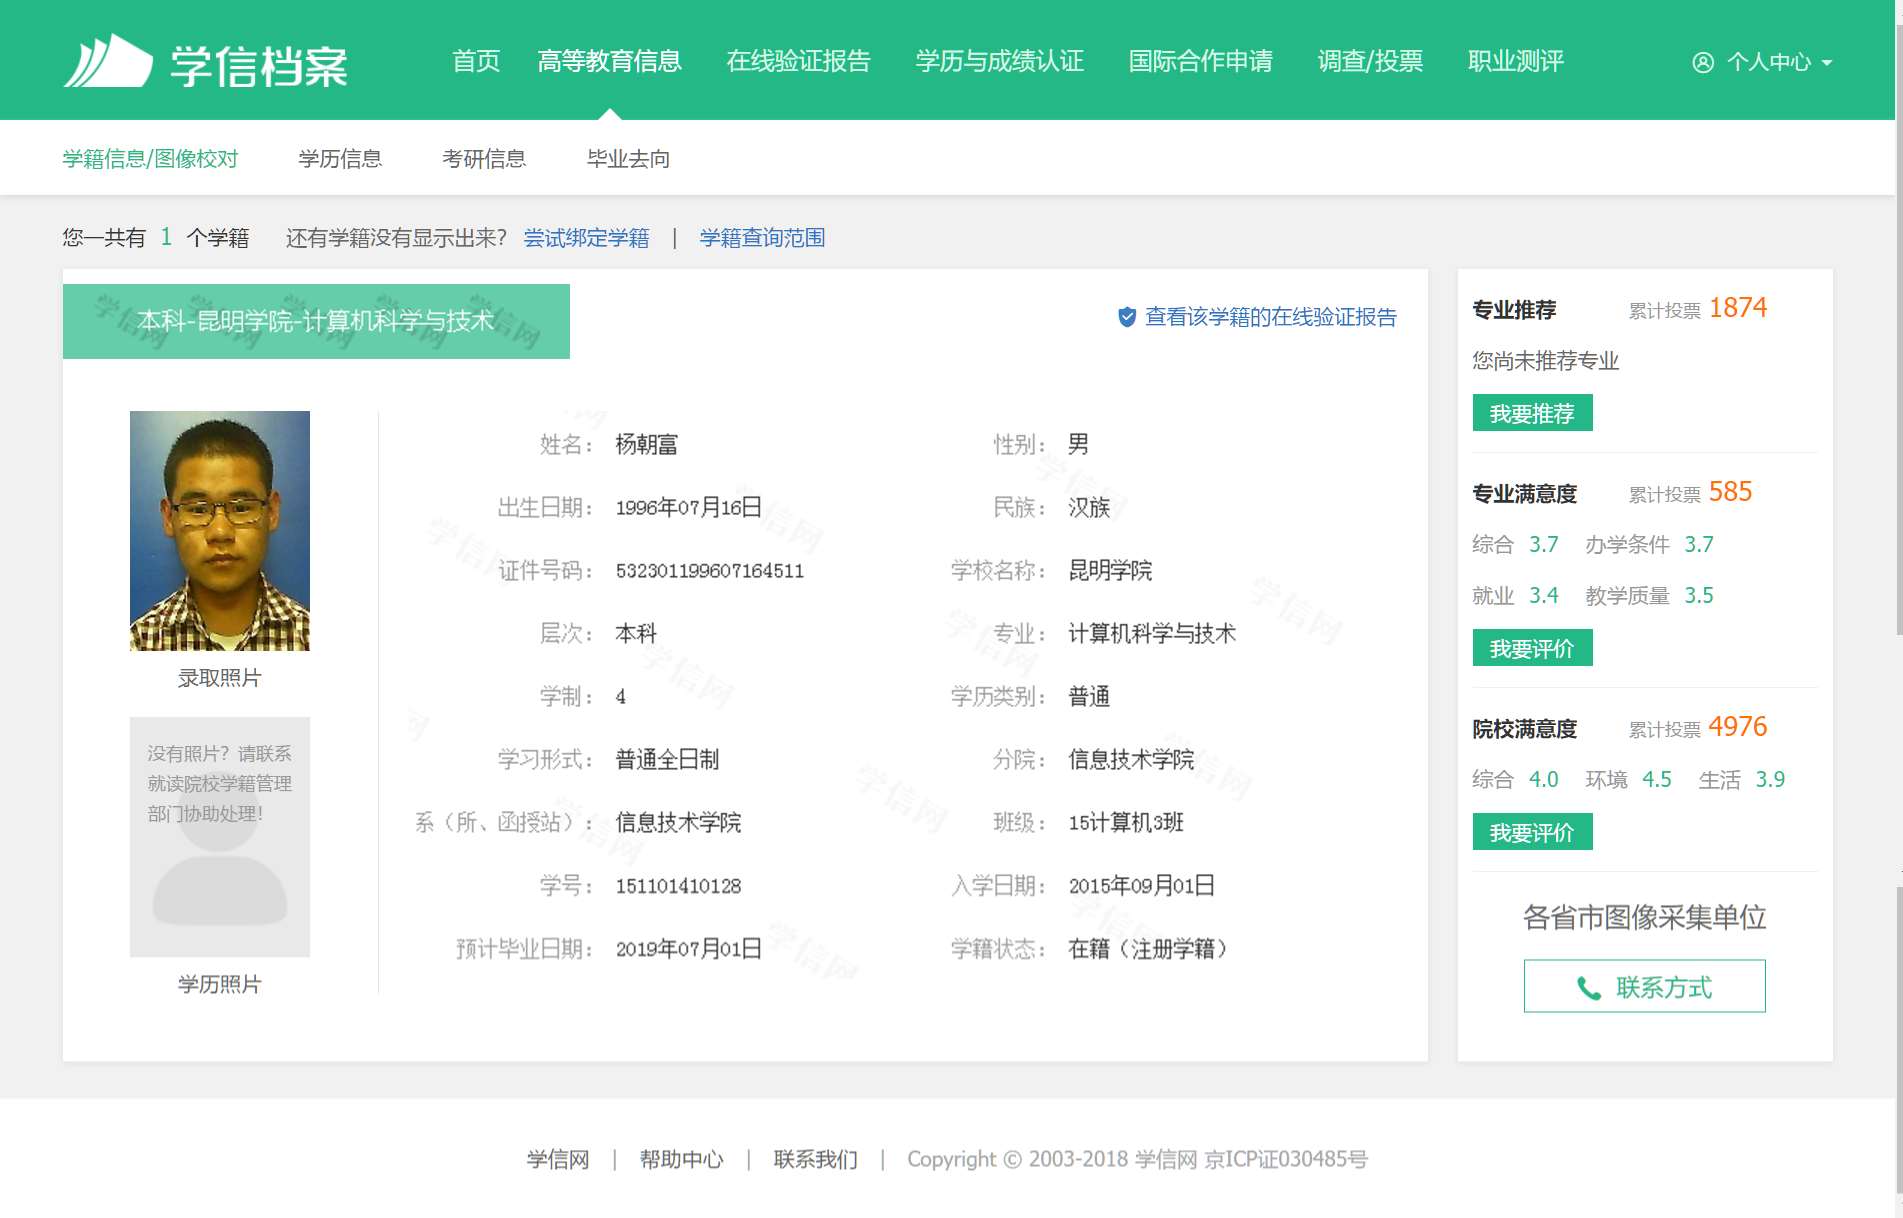 学信档案
首页 高等教育信息 在线验证报告 学历与成绩认证 国际合作申请 调查/投票 职业测评 个人中心
学籍信息/图像校对 学历信息 考研信息 毕业去向
您一共有 1 个学籍 还有学籍没有显示出来？ 尝试绑定学籍 | 学籍查询范围
本科-昆明学院-计算机科学与技术
查看该学籍的在线验证报告
录取照片
没有照片？请联系
就读院校学籍管理
部门协助处理！
学历照片
姓名： 杨朝富 性别： 男
出生日期： 1996年07月16日 民族： 汉族
证件号码： 532301199607164511 学校名称： 昆明学院
层次： 本科 专业： 计算机科学与技术
学制： 4 学历类别： 普通
学习形式： 普通全日制 分院： 信息技术学院
系（所、函授站）： 信息技术学院 班级： 15计算机3班
学号： 151101410128 入学日期： 2015年09月01日
预计毕业日期： 2019年07月01日 学籍状态： 在籍（注册学籍）
专业推荐 累计投票 1874
您尚未推荐专业
我要推荐
专业满意度 累计投票 585
综合 3.7 办学条件 3.7
就业 3.4 教学质量 3.5
我要评价
院校满意度 累计投票 4976
综合 4.0 环境 4.5 生活 3.9
我要评价
各省市图像采集单位
联系方式
学信网 | 帮助中心 | 联系我们 | Copyright © 2003-2018 学信网 京ICP证030485号